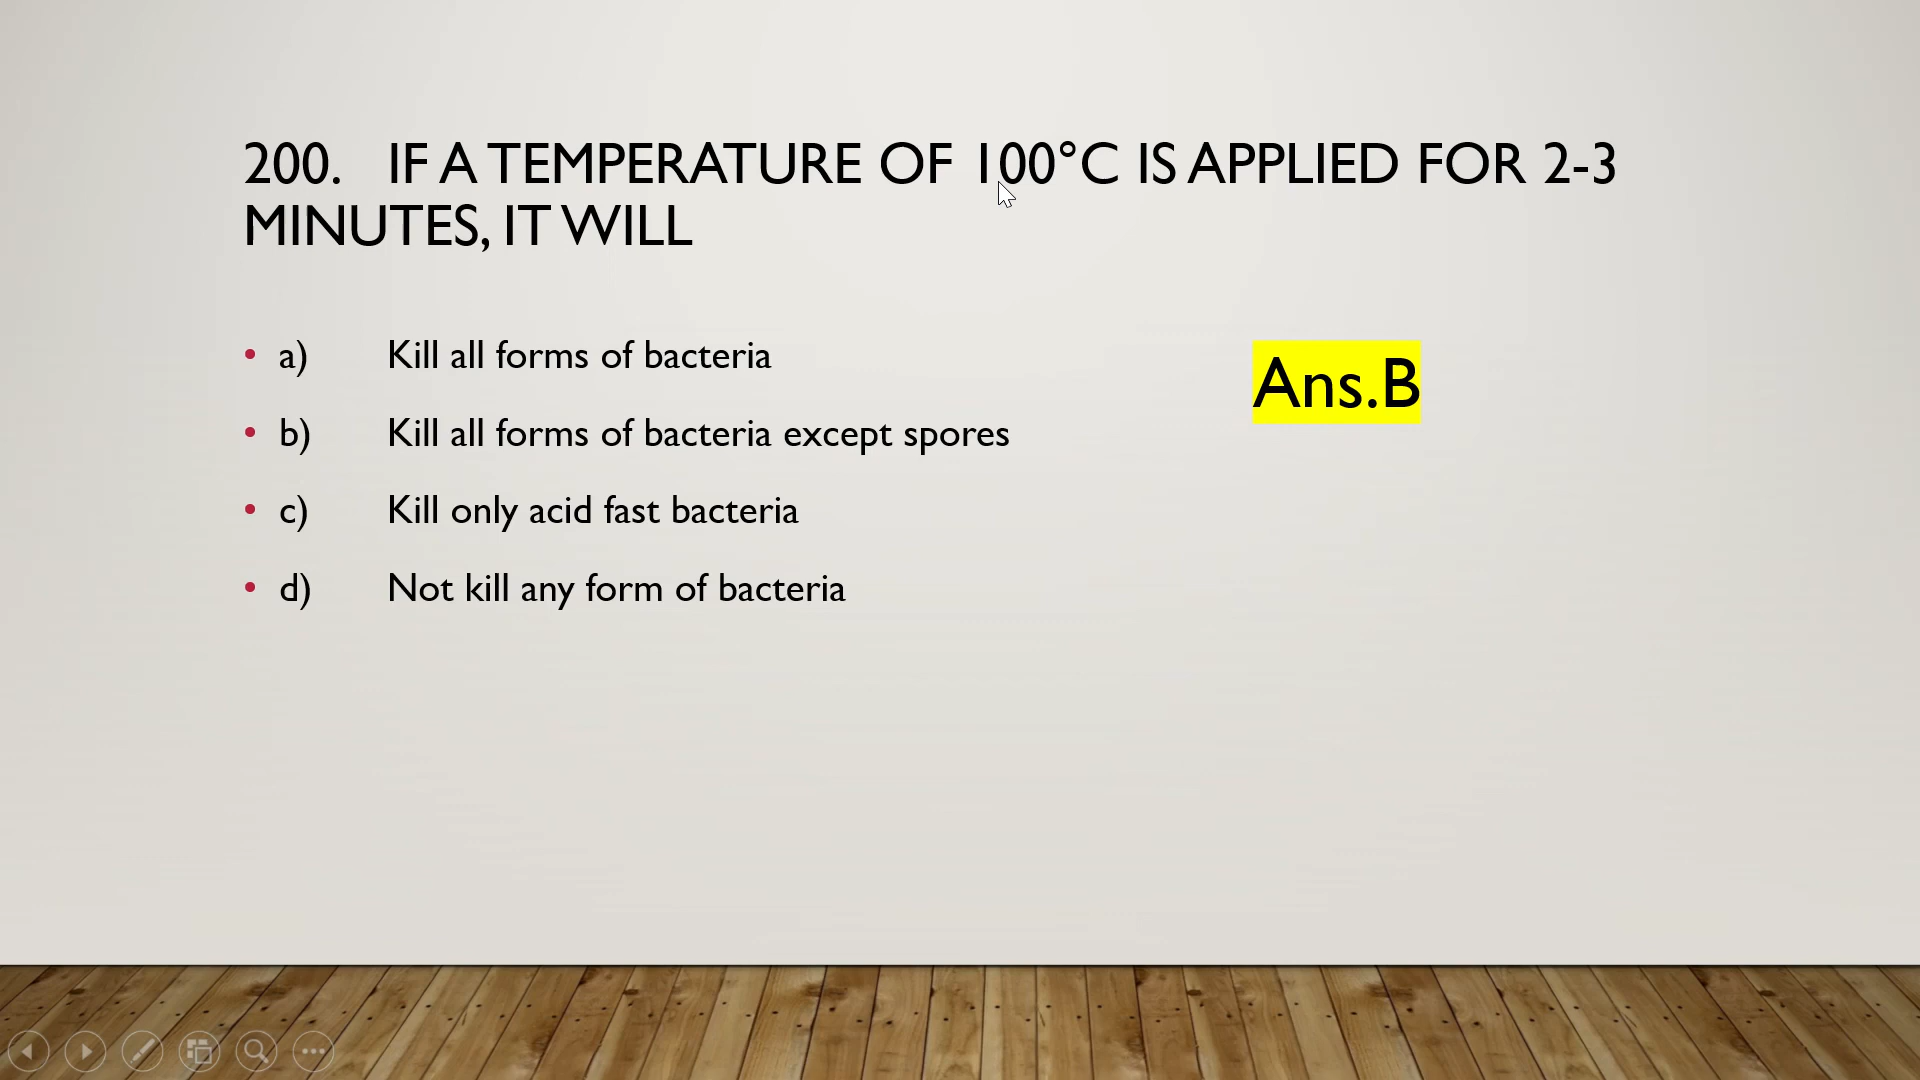 200. IF A TEMPERATURE OF 100°C IS APPLIED FOR 2-3
MINUTES, IT WILL
• a) Kill all forms of bacteria
• b) Kill all forms of bacteria except spores
• c) Kill only acid fast bacteria
• d) Not kill any form of bacteria
Ans.B